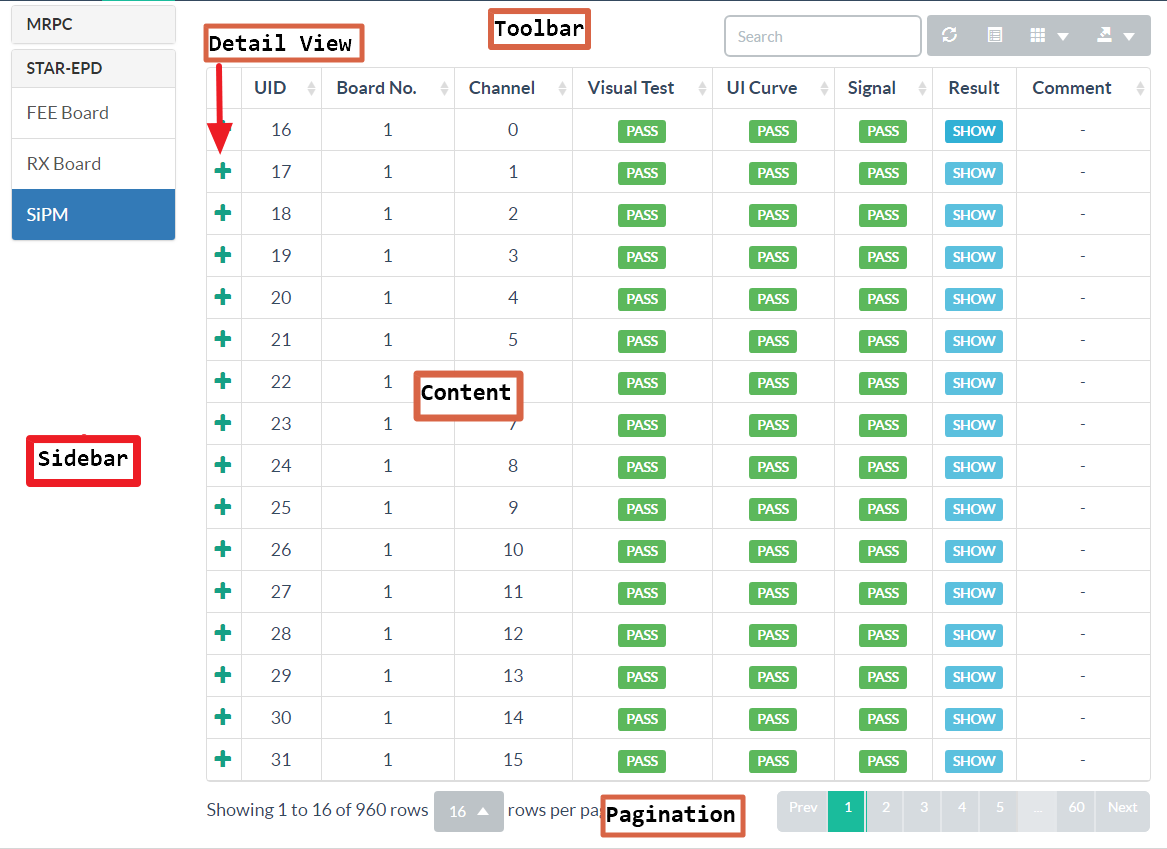 MRPC
STAR-EPD
FEE Board
RX Board
SiPM
Sidebar
Detail View
Toolbar
Search
UID Board No. Channel Visual Test UI Curve Signal Result Comment
16 1 0 PASS PASS PASS SHOW -
17 1 1 PASS PASS PASS SHOW -
18 1 2 PASS PASS PASS SHOW -
19 1 3 PASS PASS PASS SHOW -
20 1 4 PASS PASS PASS SHOW -
21 1 5 PASS PASS PASS SHOW -
22 1 PASS PASS PASS SHOW -
Content
23 1 7 PASS PASS PASS SHOW -
24 1 8 PASS PASS PASS SHOW -
25 1 9 PASS PASS PASS SHOW -
26 1 10 PASS PASS PASS SHOW -
27 1 11 PASS PASS PASS SHOW -
28 1 12 PASS PASS PASS SHOW -
29 1 13 PASS PASS PASS SHOW -
30 1 14 PASS PASS PASS SHOW -
31 1 15 PASS PASS PASS SHOW -
Showing 1 to 16 of 960 rows 16 rows per
Pagination
Prev 1 2 3 4 5 60 Next